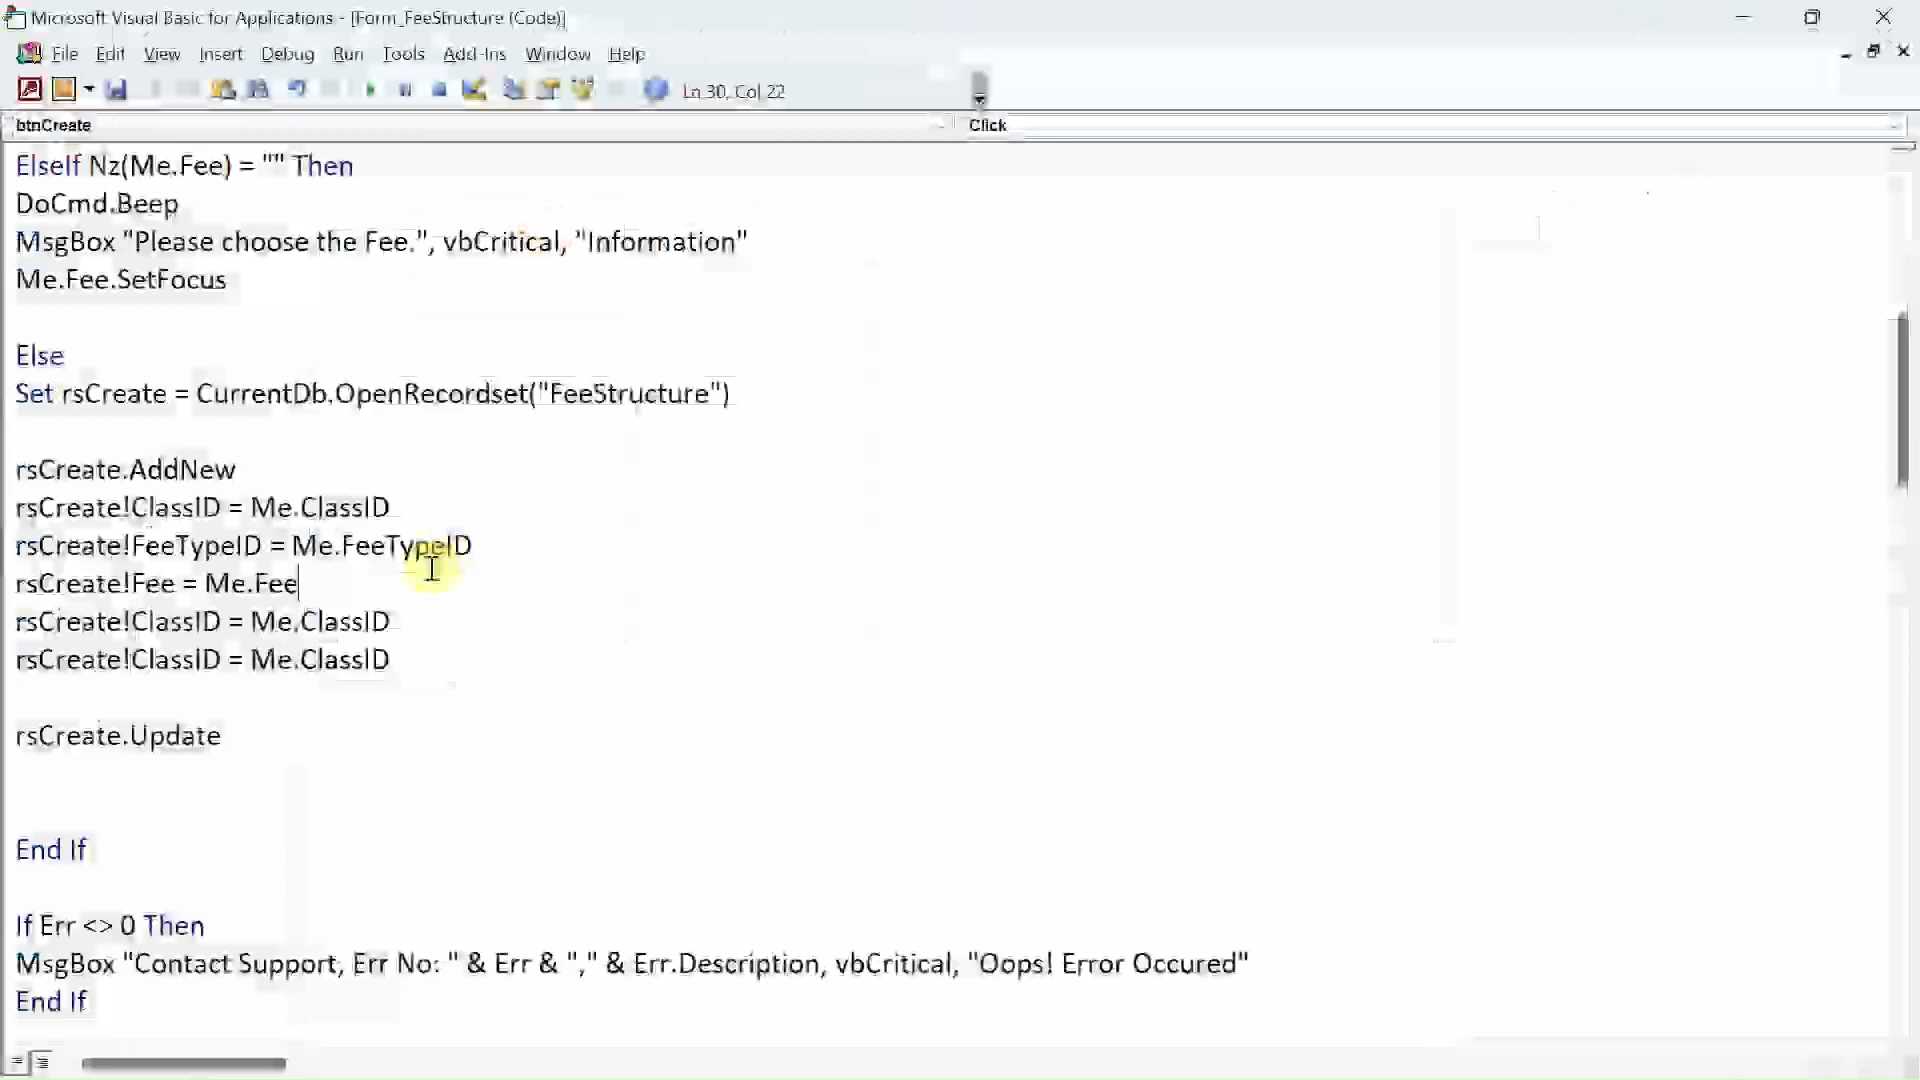 Microsoft Visual Basic for Applications - [Form_FeeStructure (Code)]
File Edit View Insert Debug Run Tools Add-Ins Window Help
Ln 30, Col 22
btnCreate Click
ElseIf Nz(Me.Fee) = "" Then
DoCmd.Beep
MsgBox "Please choose the Fee.", vbCritical, "Information"
Me.Fee.SetFocus
Else
Set rsCreate = CurrentDb.OpenRecordset("FeeStructure")
rsCreate.AddNew
rsCreate!ClassID = Me.ClassID
rsCreate!FeeTypeID = Me.FeeTypeID
rsCreate!Fee = Me.Fee
rsCreate!ClassID = Me.ClassID
rsCreate!ClassID = Me.ClassID
rsCreate.Update
End If
If Err <> 0 Then
MsgBox "Contact Support, Err No: " & Err & "," & Err.Description, vbCritical, "Oops! Error Occured"
End If